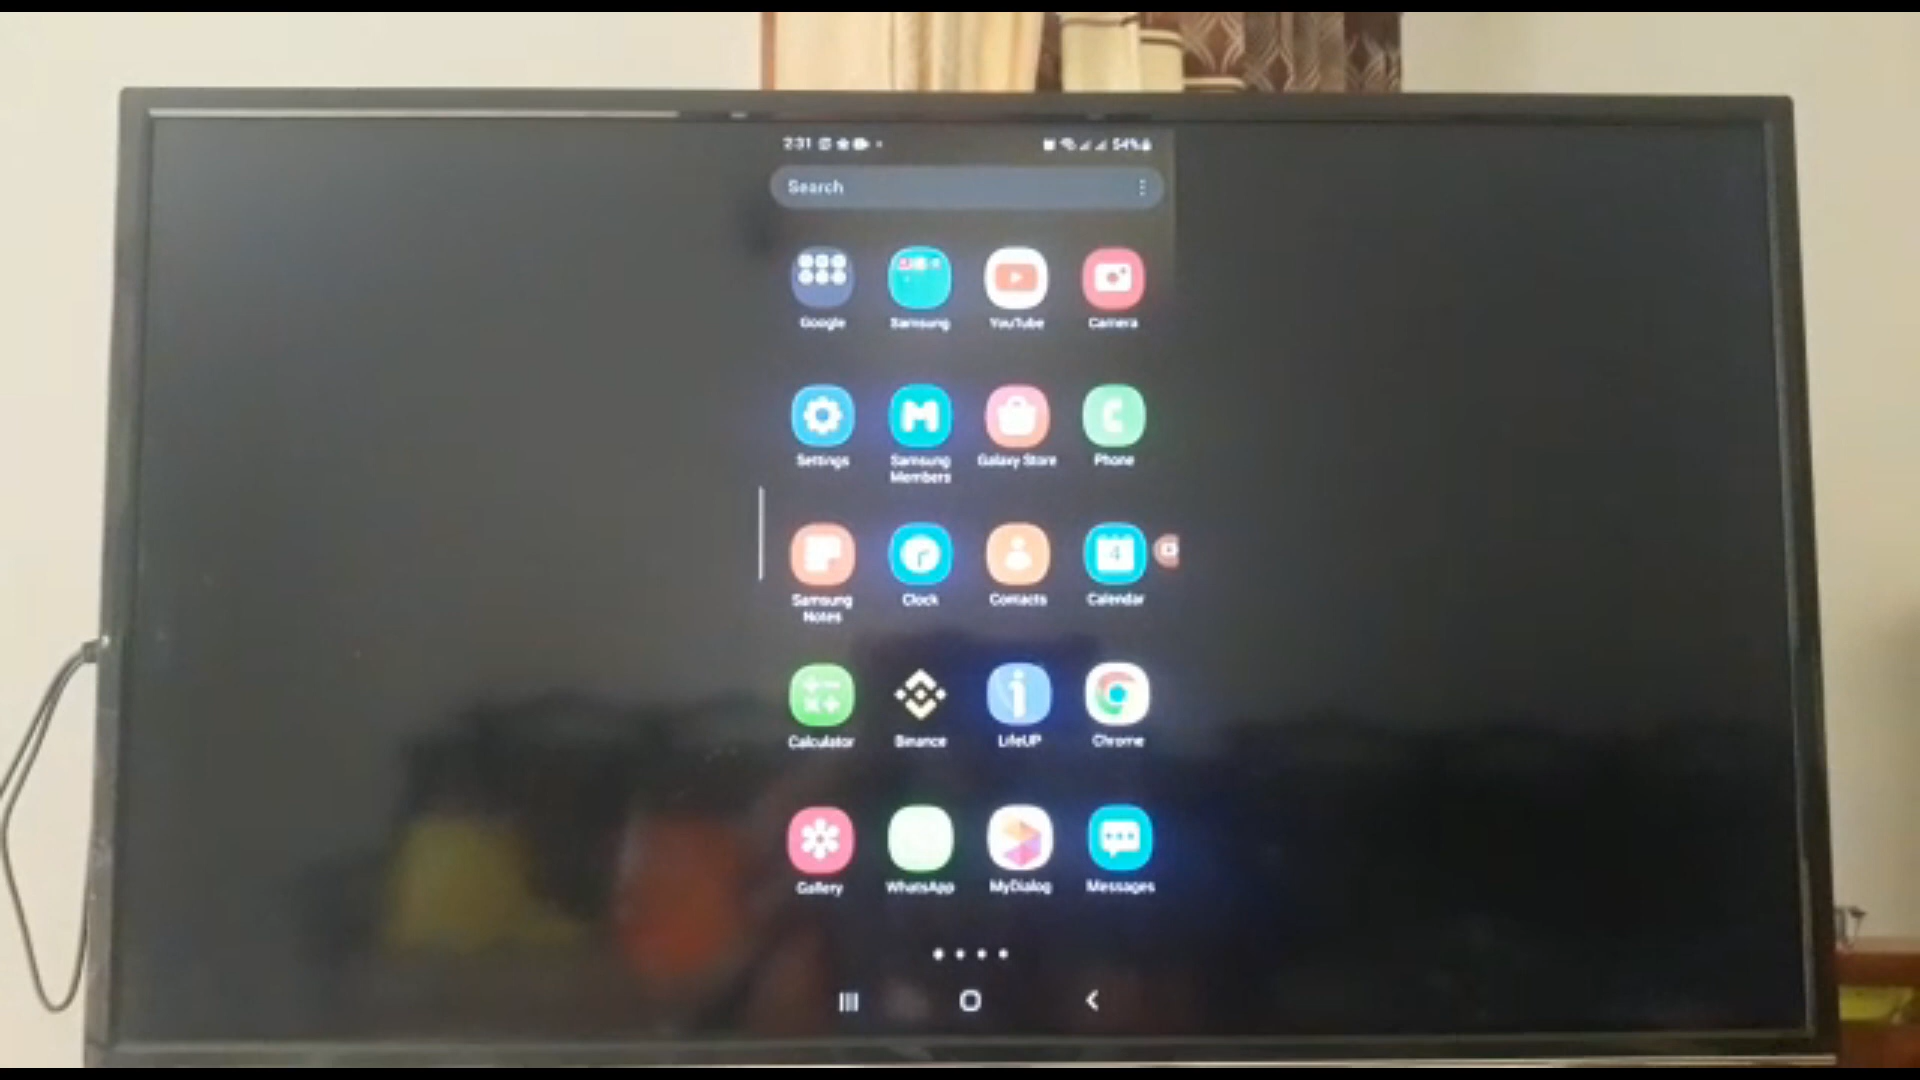 2:31
54%
Search
Google Samsung YouTube Camera
Settings Samsung Members Galaxy Store Phone
Samsung Notes Clock Contacts Calendar
4
Calculator Binance LifeUP Chrome
Gallery WhatsApp MyDialog Messages